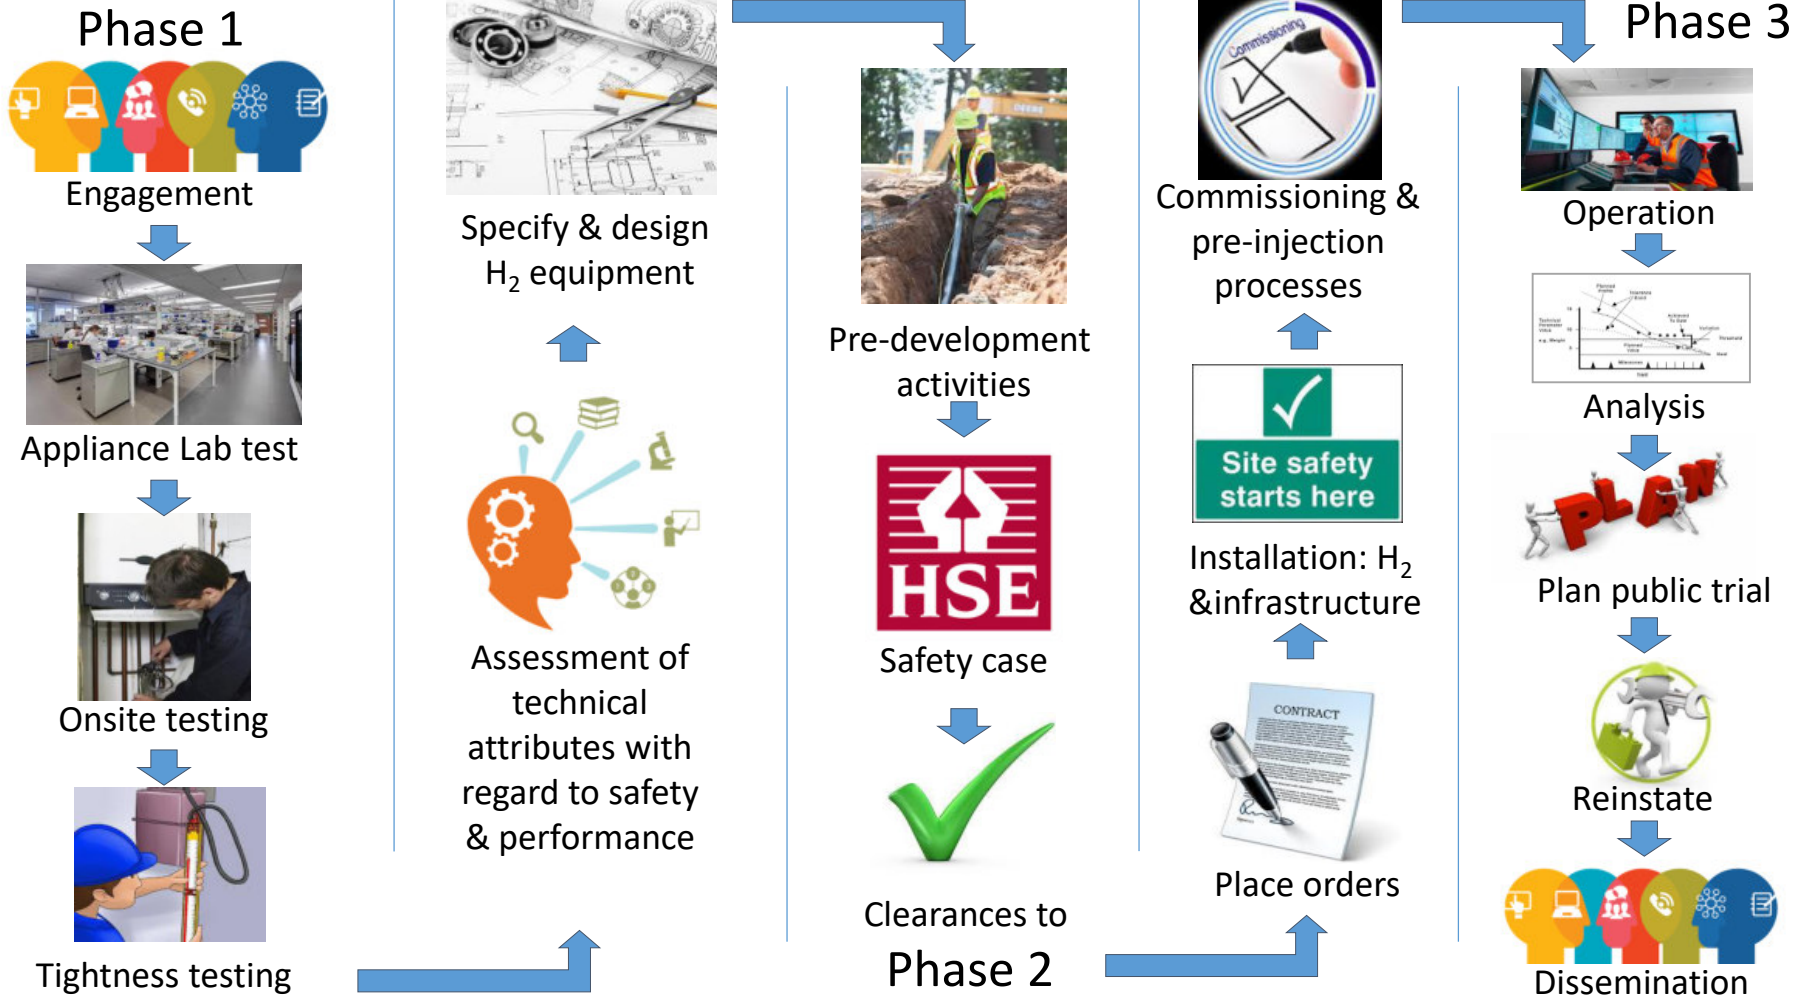 Phase 1
Engagement
Appliance Lab test
Onsite testing
Tightness testing
Specify & design
H₂ equipment
Assessment of
technical
attributes with
regard to safety
& performance
DEERE
Pre-development
activities
HSE
Safety case
Clearances to
Phase 2
Commissioning
Commissioning &
pre-injection
processes
Site safety
starts here
Installation: H₂
&infrastructure
CONTRACT
Place orders
Phase 3
Operation
Analysis
PLAN
Plan public trial
Reinstate
Dissemination